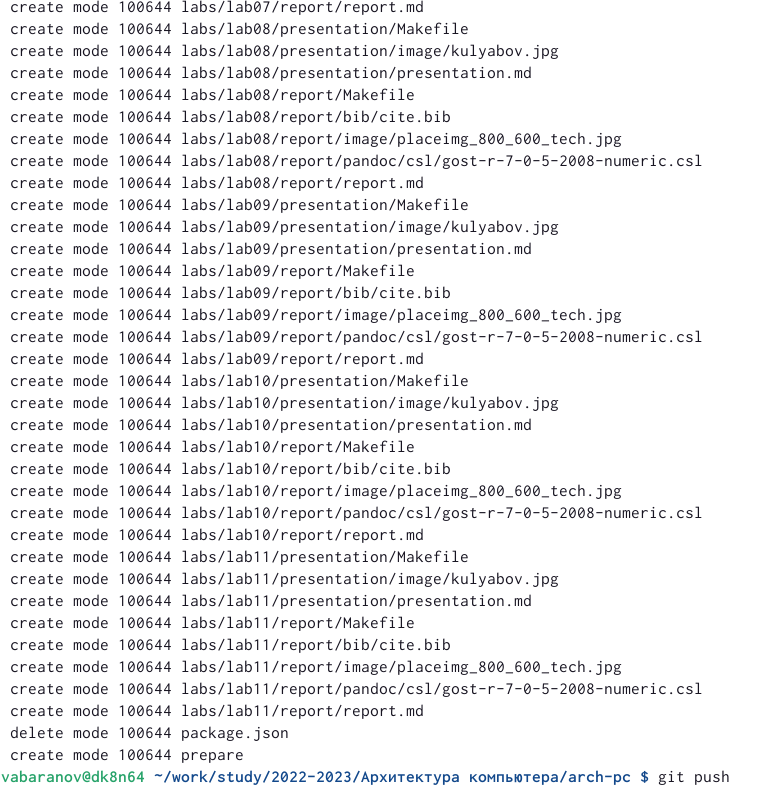 create mode 100644 labs/lab07/report/report.md
create mode 100644 labs/lab08/presentation/Makefile
create mode 100644 labs/lab08/presentation/image/kulyabov.jpg
create mode 100644 labs/lab08/presentation/presentation.md
create mode 100644 labs/lab08/report/Makefile
create mode 100644 labs/lab08/report/bib/cite.bib
create mode 100644 labs/lab08/report/image/placeimg_800_600_tech.jpg
create mode 100644 labs/lab08/report/pandoc/csl/gost-r-7-0-5-2008-numeric.csl
create mode 100644 labs/lab08/report/report.md
create mode 100644 labs/lab09/presentation/Makefile
create mode 100644 labs/lab09/presentation/image/kulyabov.jpg
create mode 100644 labs/lab09/presentation/presentation.md
create mode 100644 labs/lab09/report/Makefile
create mode 100644 labs/lab09/report/bib/cite.bib
create mode 100644 labs/lab09/report/image/placeimg_800_600_tech.jpg
create mode 100644 labs/lab09/report/pandoc/csl/gost-r-7-0-5-2008-numeric.csl
create mode 100644 labs/lab09/report/report.md
create mode 100644 labs/lab10/presentation/Makefile
create mode 100644 labs/lab10/presentation/image/kulyabov.jpg
create mode 100644 labs/lab10/presentation/presentation.md
create mode 100644 labs/lab10/report/Makefile
create mode 100644 labs/lab10/report/bib/cite.bib
create mode 100644 labs/lab10/report/image/placeimg_800_600_tech.jpg
create mode 100644 labs/lab10/report/pandoc/csl/gost-r-7-0-5-2008-numeric.csl
create mode 100644 labs/lab10/report/report.md
create mode 100644 labs/lab11/presentation/Makefile
create mode 100644 labs/lab11/presentation/image/kulyabov.jpg
create mode 100644 labs/lab11/presentation/presentation.md
create mode 100644 labs/lab11/report/Makefile
create mode 100644 labs/lab11/report/bib/cite.bib
create mode 100644 labs/lab11/report/image/placeimg_800_600_tech.jpg
create mode 100644 labs/lab11/report/pandoc/csl/gost-r-7-0-5-2008-numeric.csl
create mode 100644 labs/lab11/report/report.md
delete mode 100644 package.json
create mode 100644 prepare
vabaranov@dk8n64 ~/work/study/2022-2023/Архитектура компьютера/arch-pc $ git push